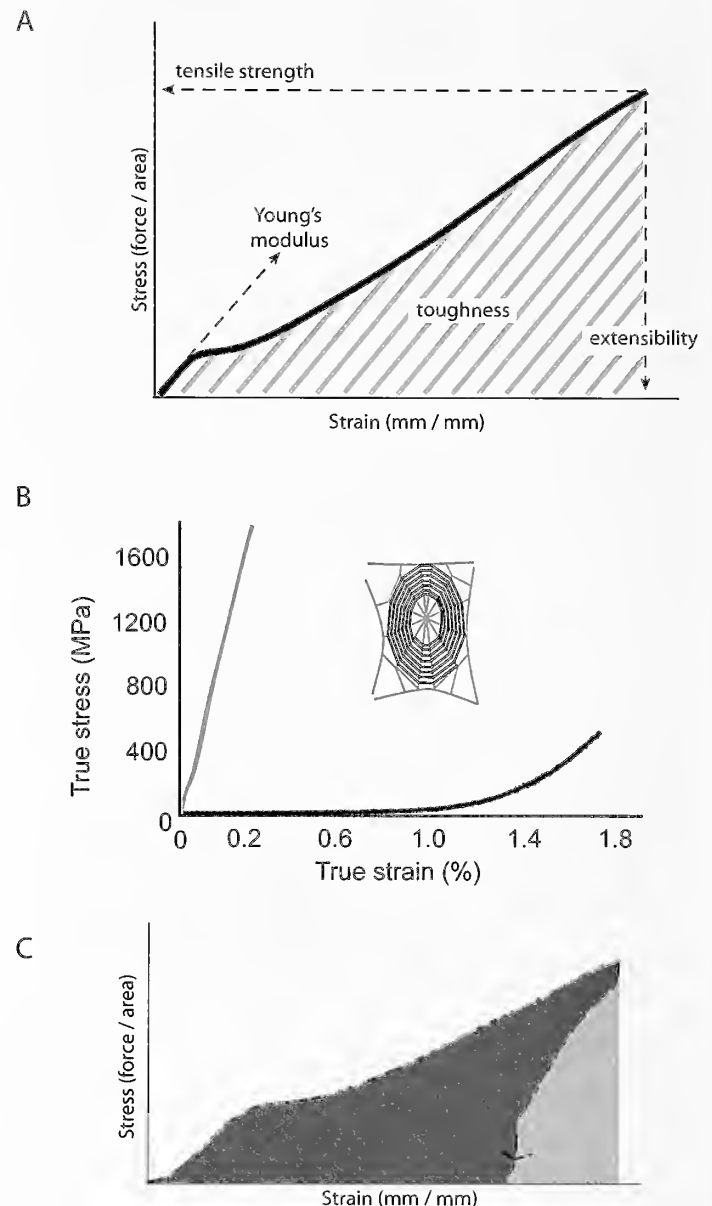 A
tensile strength
Young's
modulus
toughness
extensibility
Stress (force / area)
Strain (mm / mm)
B
1600
1200
800
400
0
0 0.2 0.6 1.0 1.4 1.8
True stress (MPa)
True strain (%)
C
Stress (force / area)
Strain (mm / mm)